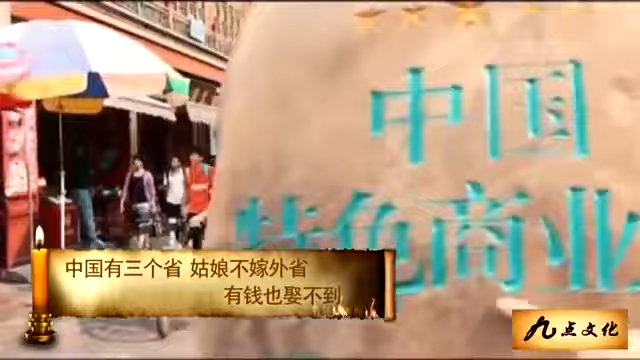 中国
特色商业
中国有三个省 姑娘不嫁外省
有钱也娶不到
九点文化